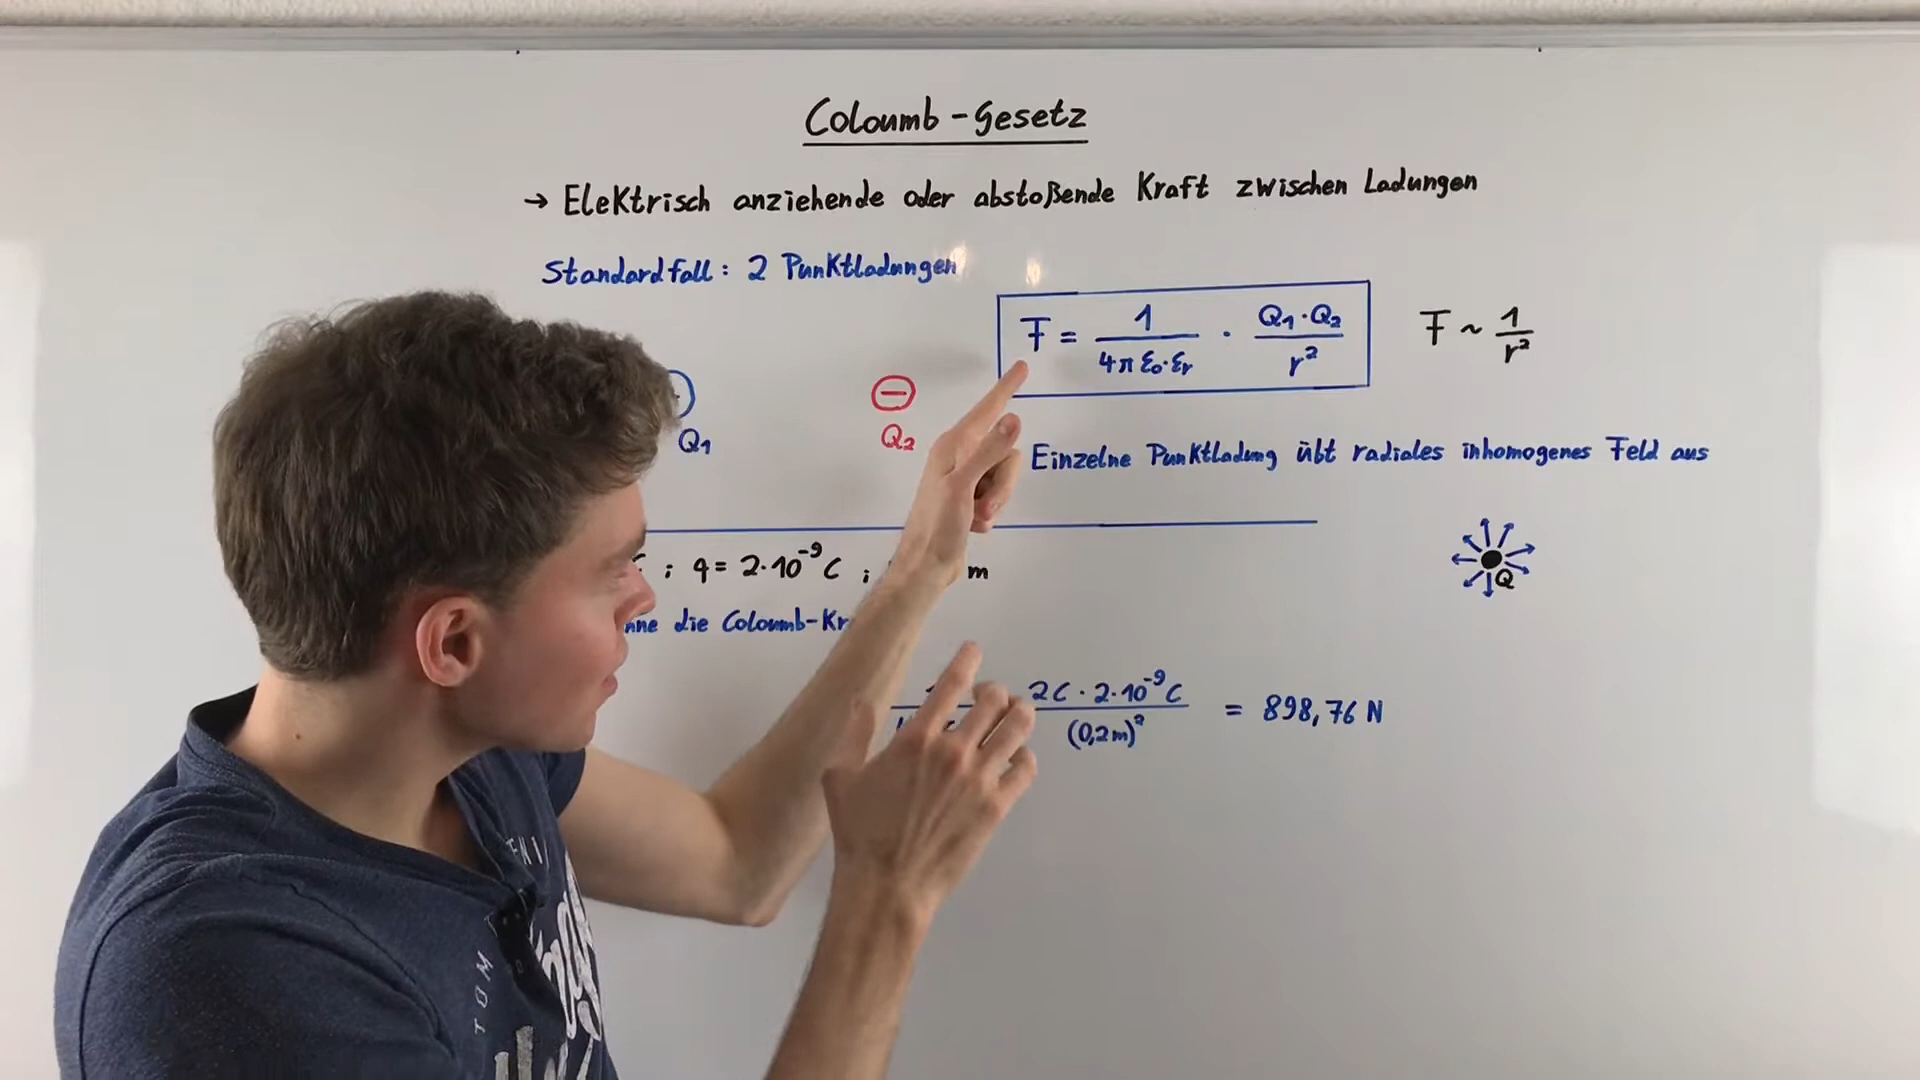 Coloumb-Gesetz
→ Elektrisch anziehende oder abstoßende Kraft zwischen Ladungen
Standardfall: 2 Punktladungen
F = 1/(4π ε₀·εᵣ) · (Q₁·Q₂)/r²
F ~ 1/r²
Q₁
⊖
Q₂
Einzelne Punktladung übt radiales inhomogenes Feld aus
Q
; q = 2·10⁻⁹ C ; m
die Coloumb-Kr
(2C · 2·10⁻⁹ C)/(0,2m)² = 898,76 N
TOM